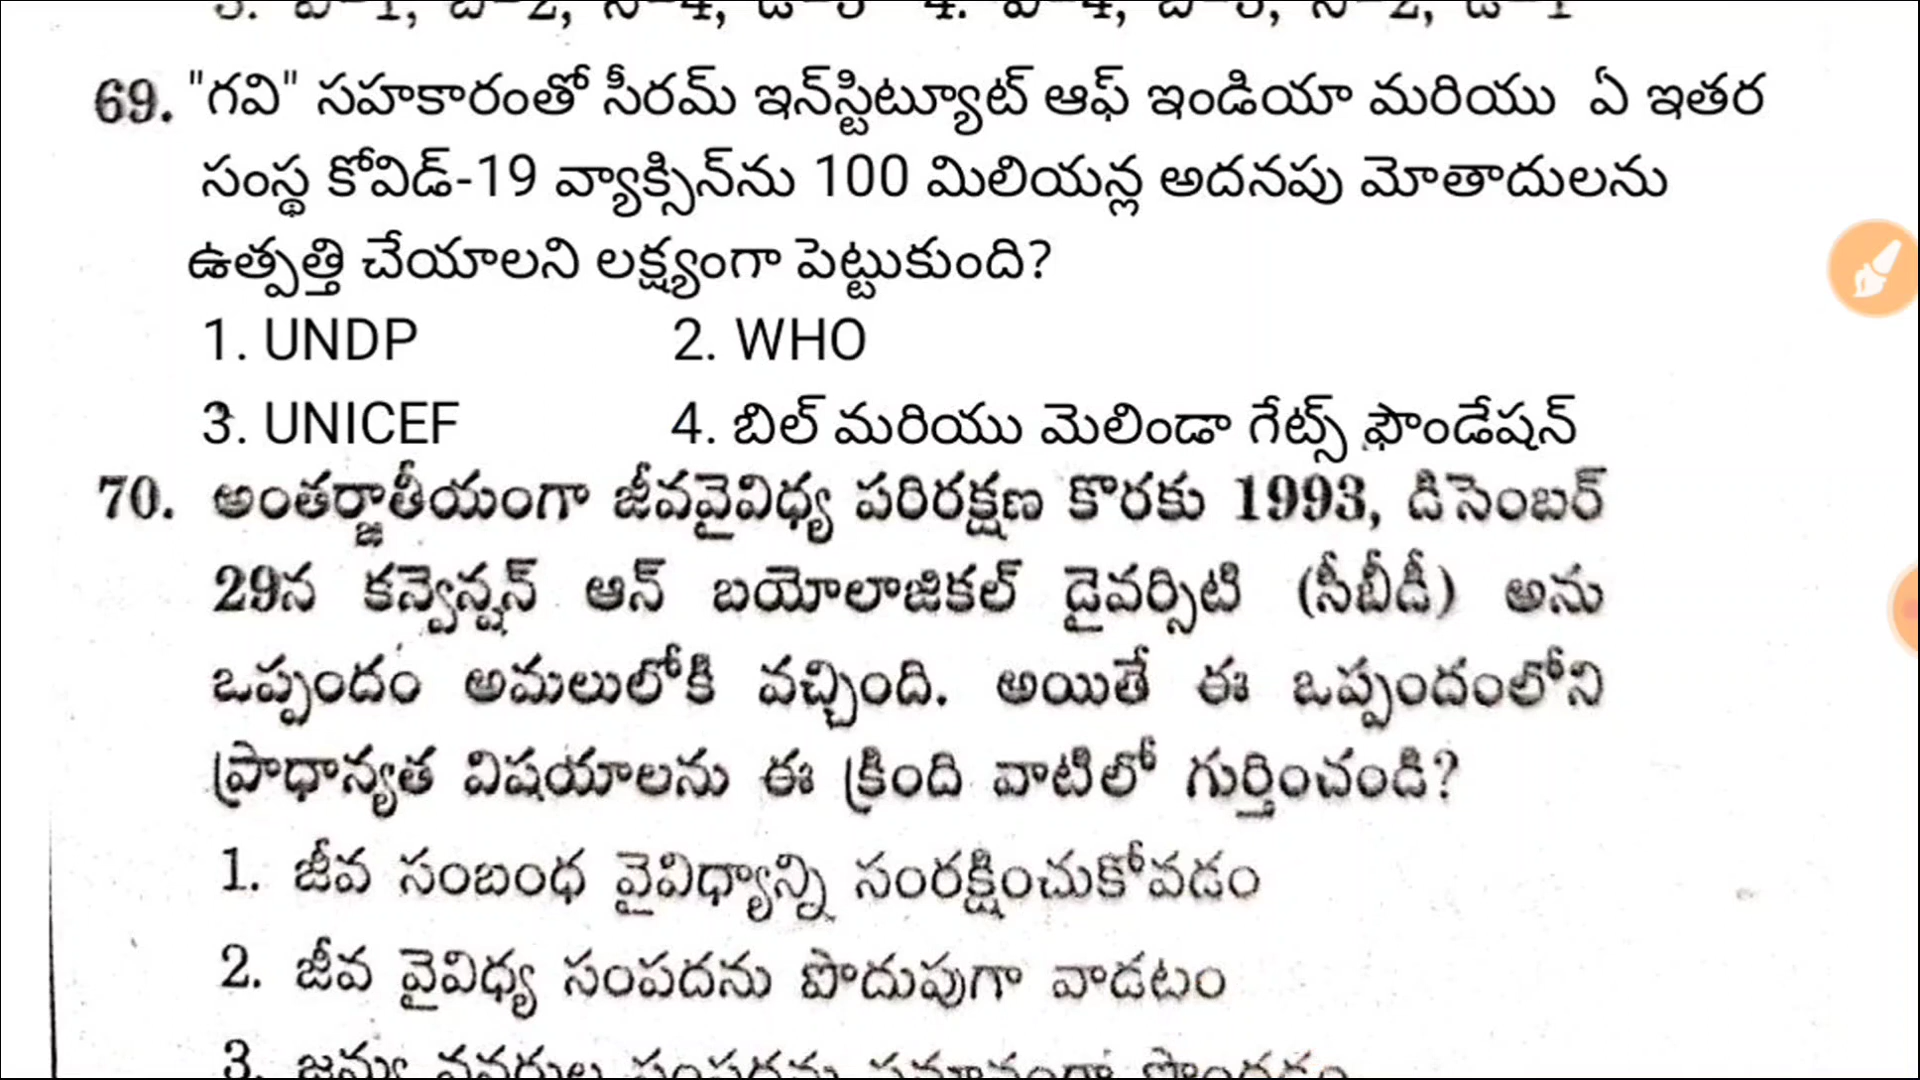 69. "గవి" సహకారంతో సీరమ్ ఇన్‌స్టిట్యూట్ ఆఫ్ ఇండియా మరియు ఏ ఇతర
సంస్థ కోవిడ్-19 వ్యాక్సిన్‌ను 100 మిలియన్ల అదనపు మోతాదులను
ఉత్పత్తి చేయాలని లక్ష్యంగా పెట్టుకుంది?
1. UNDP 2. WHO
3. UNICEF 4. బిల్ మరియు మెలిండా గేట్స్ ఫౌండేషన్
70. అంతర్జాతీయంగా జీవవైవిధ్య పరిరక్షణ కొరకు 1993, డిసెంబర్
29న కన్వెన్షన్ ఆన్ బయోలాజికల్ డైవర్సిటి (సీబీడీ) అను
ఒప్పందం అమలులోకి వచ్చింది. అయితే ఈ ఒప్పందంలోని
ప్రాధాన్యత విషయాలను ఈ క్రింది వాటిలో గుర్తించండి?
1. జీవ సంబంధ వైవిధ్యాన్ని సంరక్షించుకోవడం
2. జీవ వైవిధ్య సంపదను పొదుపుగా వాడటం
3.